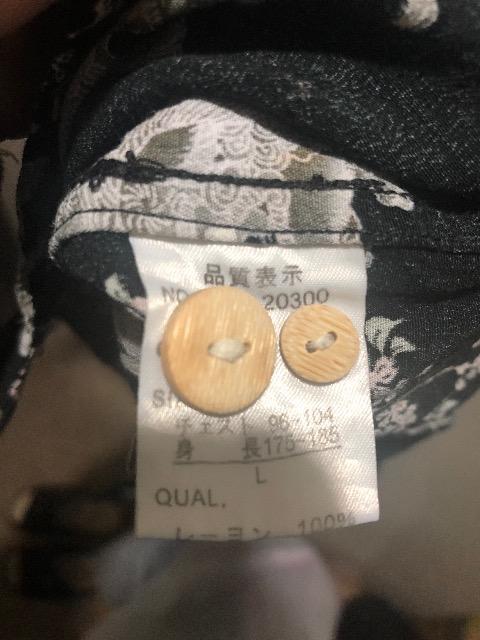 品質表示
NO 20300
チェスト 96-104
身 長175-185
L
QUAL.
レーヨン 100%